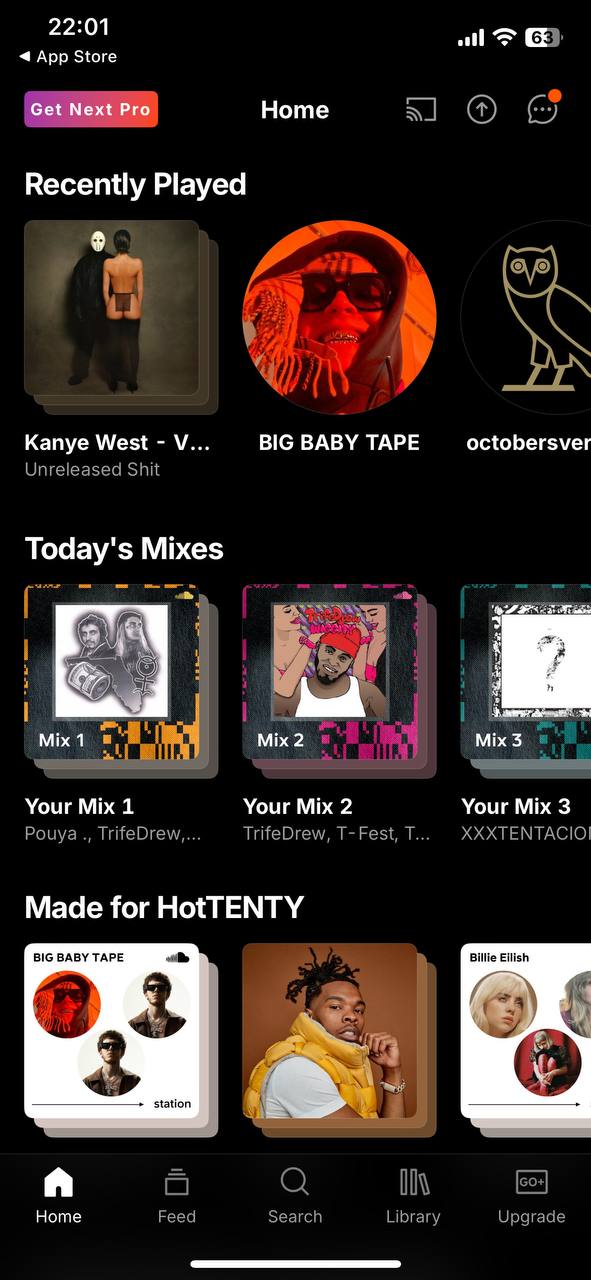 22:01
63
◀ App Store
Get Next Pro
Home
Recently Played
Kanye West - V...
Unreleased Shit
BIG BABY TAPE
octobersver
Today's Mixes
Mix 1
TrifeDrew
Mix 2
Mix 3
Your Mix 1
Pouya ., TrifeDrew,...
Your Mix 2
TrifeDrew, T-Fest, T...
Your Mix 3
XXXTENTACION
Made for HotTENTY
BIG BABY TAPE
station
Billie Eilish
Home
Feed
Search
Library
GO+
Upgrade